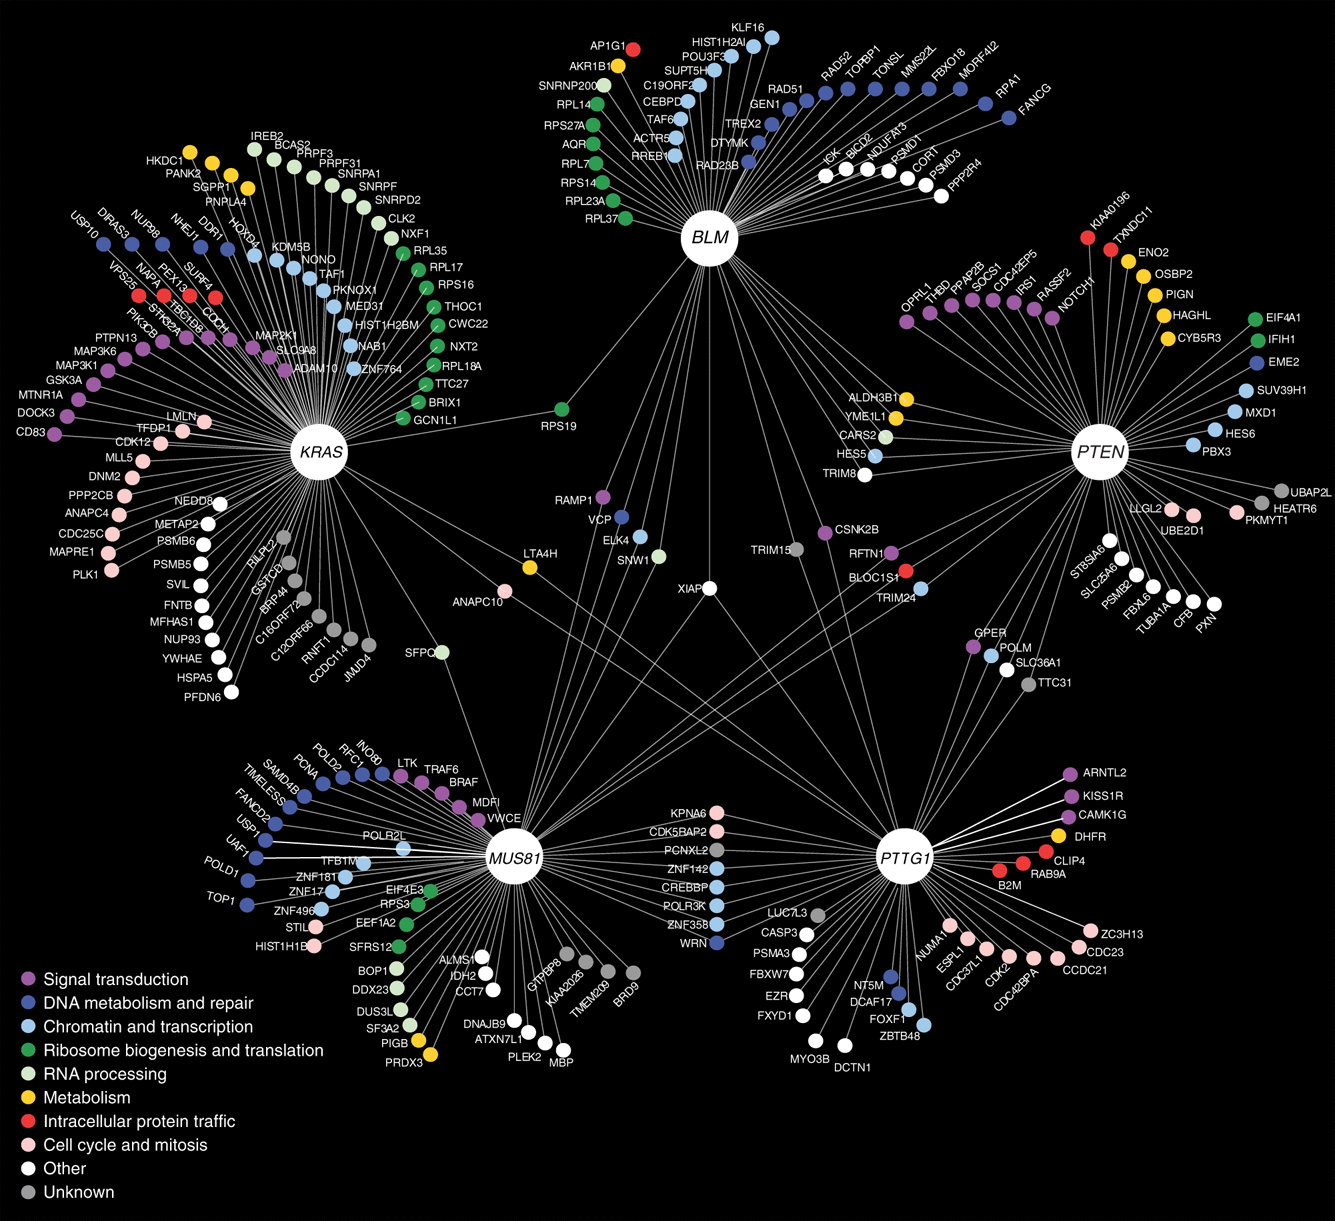 KLF16
HIST1H2AI
POU3F3
SUPT5H
C19ORF2
CEBPD
TAF6
ACTR5
RREB1
AP1G1
AKR1B1
SNRNP200
RPL14
RPS27A
AQR
RPL7
RPS14
RPL23A
RPL37
RAD52
TOPBP1
TONSL
MMS22L
FBXO18
MORF4l2
RPA1
FANCG
RAD51
GEN1
TREX2
DTYMK
RAD23B
ICK
BICD2
NDUFA13
PSMD1
CORT
PSMD3
PPP2R4
BLM
IREB2
BCAS2
PRPF3
PRPF31
SNRPA1
SNRPF
SNRPD2
CLK2
NXF1
HKDC1
PANK2
SGPP1
PNPLA4
USP10
DIRAS3
NUP98
NHEJ1
DDR1
HOXD4
KDM5B
NONO
TAF1
PKNOX1
MED31
HIST1H2BM
NAB1
ZNF764
RPL35
RPL17
RPS16
THOC1
CWC22
NXT2
RPL18A
TTC27
BRIX1
GCN1L1
VPS25
NAPA
PEX13
SURF4
PTPN13
PIK3CB
STK32A
TBC1D8
COCH
MAP2K1
SLC9A8
ADAM10
MAP3K6
MAP3K1
GSK3A
MTNR1A
DOCK3
CD83
LMLN
TFDP1
CDK12
MLL5
DNM2
PPP2CB
ANAPC4
CDC25C
MAPRE1
PLK1
KRAS
NEDD8
METAP2
PSMB6
PSMB5
SVIL
FNTB
MFHAS1
NUP93
YWHAE
HSPA5
PFDN6
RILPL2
GSTCD
BRP44
C16ORF72
C12ORF66
RNFT1
CCDC114
JMJD4
RPS19
KIAA0196
TXNDC11
ENO2
OSBP2
PIGN
HAGHL
CYB5R3
OPRL1
THBD
PPAP2B
SOCS1
CDC42EP5
IRS1
RASSF2
NOTCH1
EIF4A1
IFIH1
EME2
SUV39H1
MXD1
HES6
PBX3
ALDH3B1
YME1L1
CARS2
HES5
TRIM8
PTEN
UBAP2L
HEATR6
PKMYT1
LLGL2
UBE2D1
ST8SIA6
SLC25A6
PSMB2
FBXL6
TUBA1A
CFB
PXN
RAMP1
VCP
ELK4
SNW1
LTA4H
ANAPC10
SFPQ
XIAP
TRIM15
CSNK2B
RFTN1
BLOC1S1
TRIM24
GPER
POLM
SLC36A1
TTC31
INO80
RFC1
POLD2
PCNA
SAMD4B
TIMELESS
FANCD2
USP1
UAF1
POLD1
TOP1
LTK
TRAF6
BRAF
MDFI
VWCE
POLR2L
TFB1M
ZNF181
ZNF17
ZNF496
STIL
HIST1H1B
EIF4E3
RPS3
EEF1A2
SFRS12
BOP1
DDX23
DUS3L
SF3A2
PIGB
PRDX3
MUS81
ALMS1
IDH2
CCT7
DNAJB9
ATXN7L1
PLEK2
MBP
GTPBP8
KIAA2026
TMEM209
BRD9
KPNA6
CDK5RAP2
PCNXL2
ZNF142
CREBBP
POLR3K
ZNF358
WRN
PTTG1
ARNTL2
KISS1R
CAMK1G
DHFR
CLIP4
RAB9A
B2M
LUC7L3
CASP3
PSMA3
FBXW7
EZR
FXYD1
MYO3B
DCTN1
NT5M
DCAF17
FOXF1
ZBTB48
NUMA1
ESPL1
CDC37L1
CDK2
CDC42BPA
CCDC21
CDC23
ZC3H13
Signal transduction
DNA metabolism and repair
Chromatin and transcription
Ribosome biogenesis and translation
RNA processing
Metabolism
Intracellular protein traffic
Cell cycle and mitosis
Other
Unknown